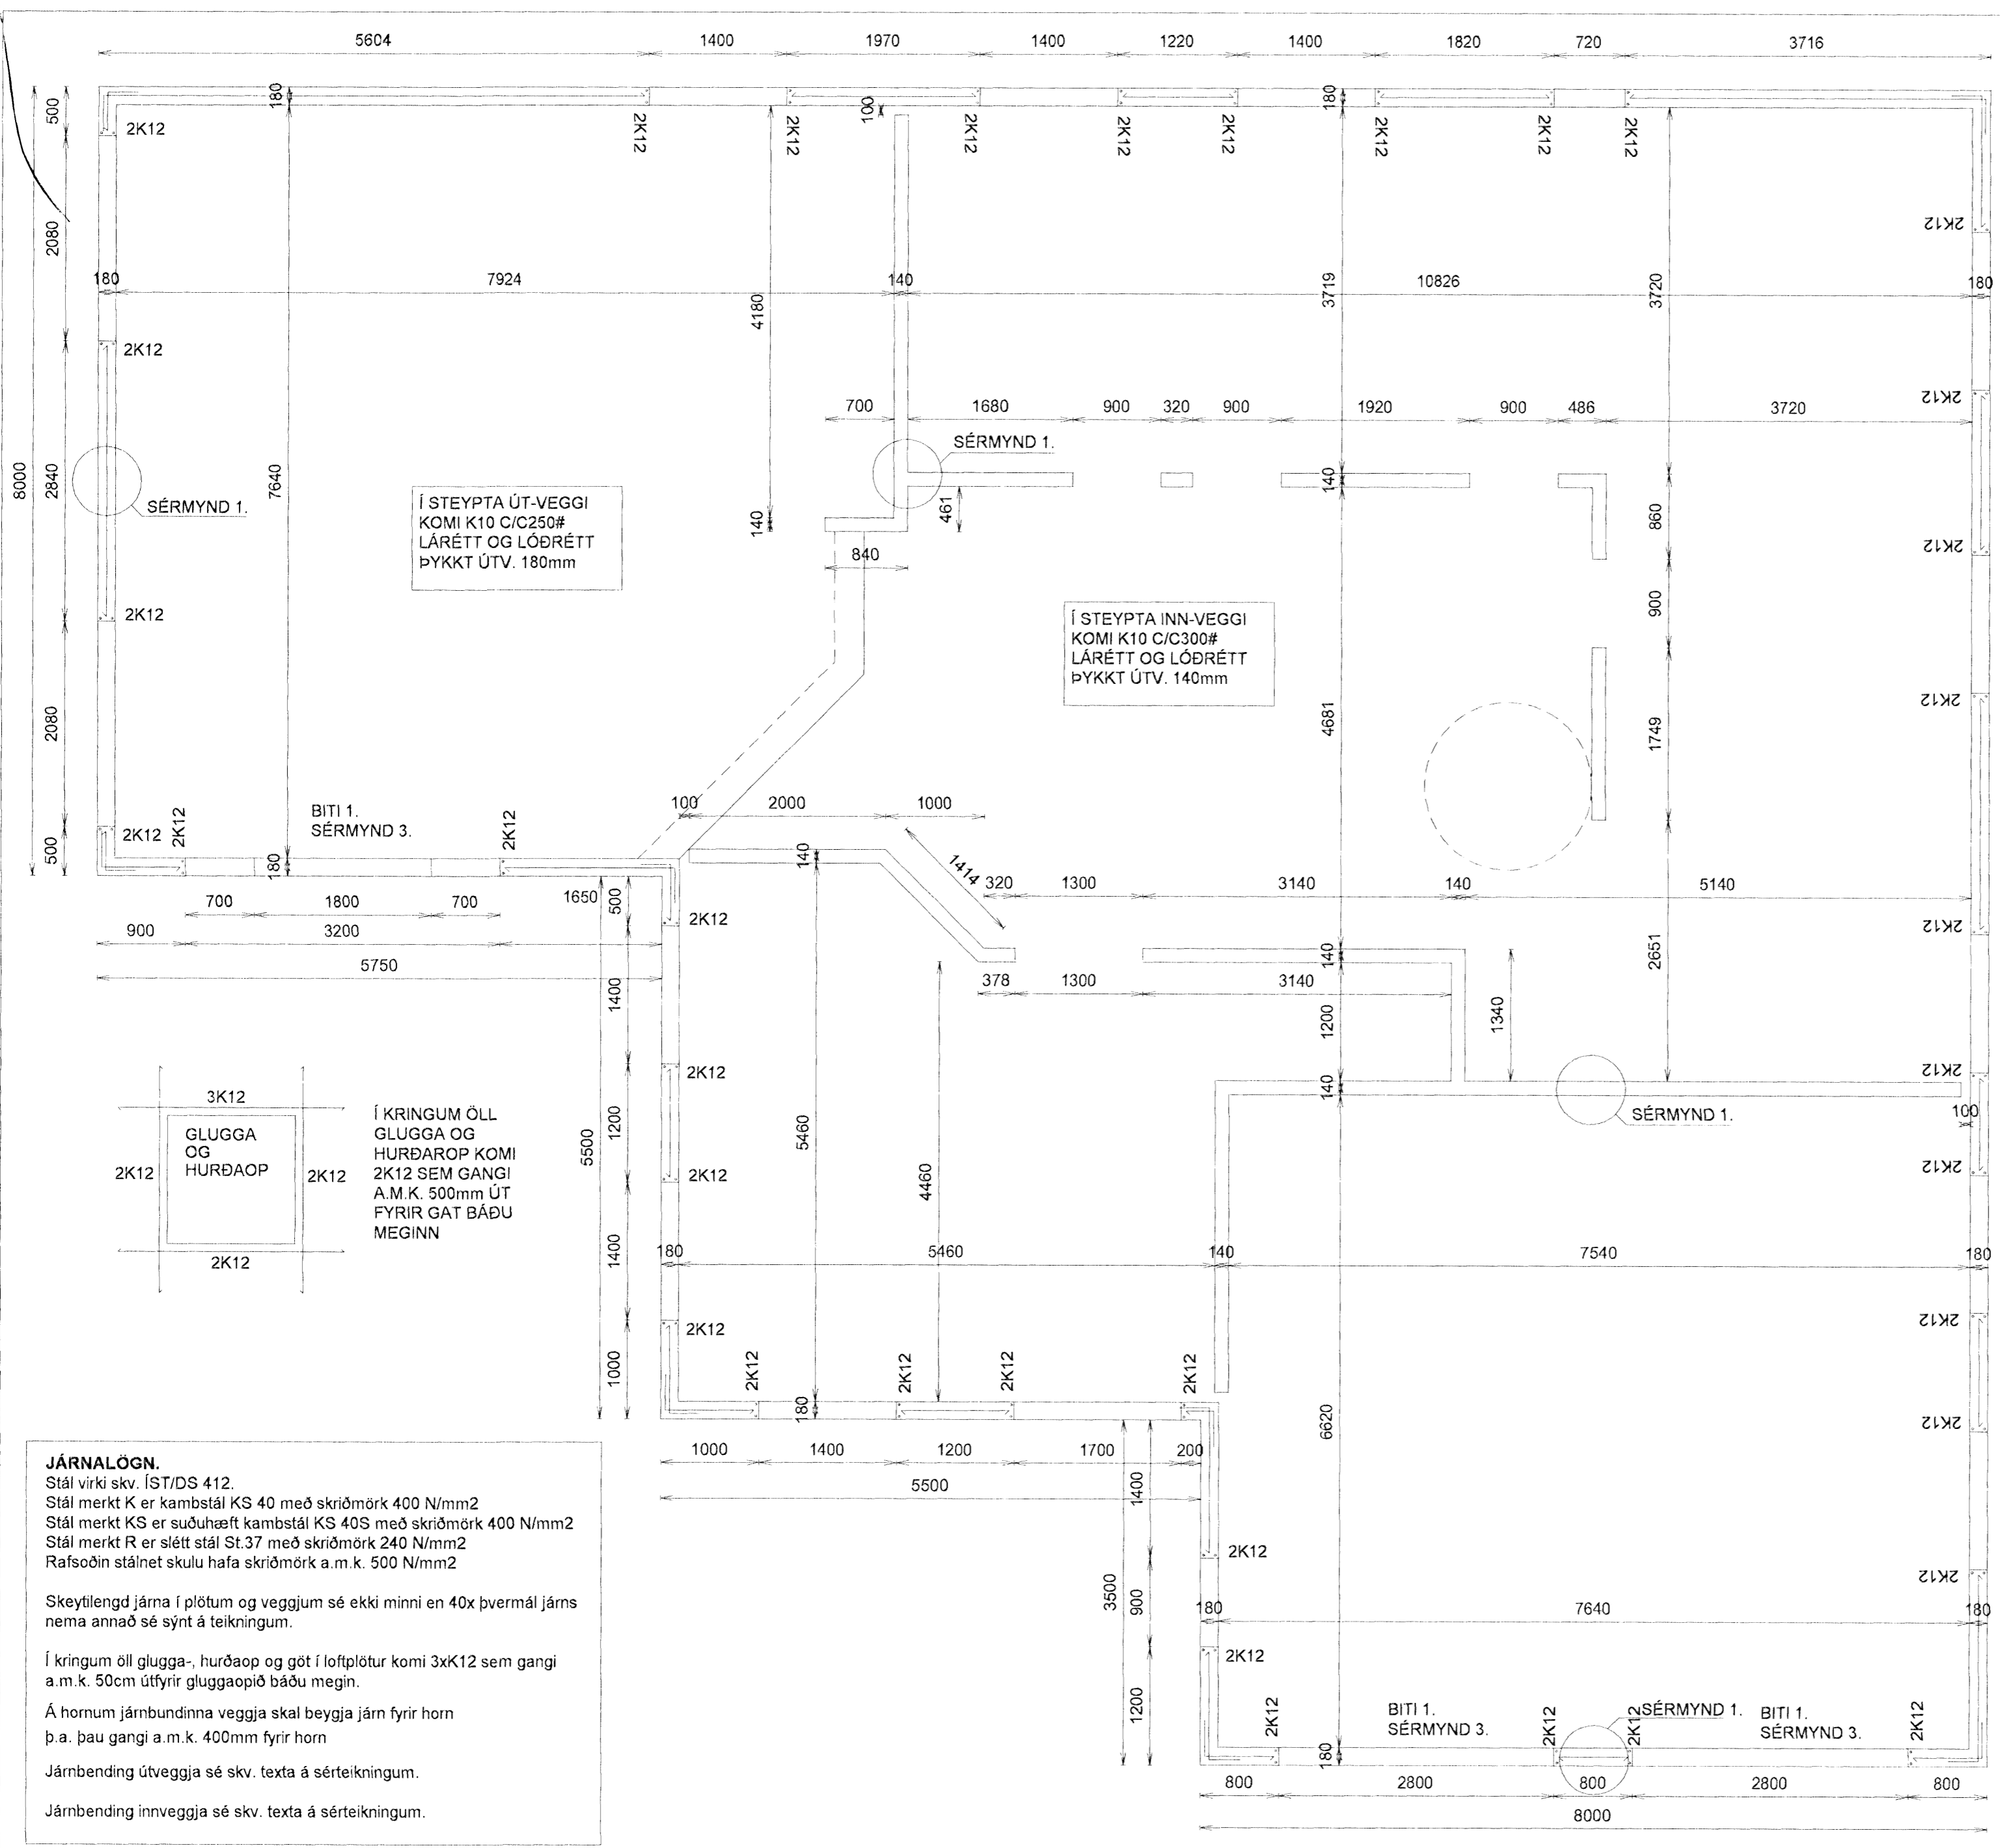 5604 1400 1970 1400 1220 1400 1820 720 3716
500 180 100 180
2K12 2K12 2K12 2K12 2K12 2K12 2K12 2K12 2K12
2080 2K12
180 7924 140 3719 10826 3720 180
4180
2K12 2K12
700 1680 900 320 900 1920 900 486 3720
SÉRMYND 1.
8000 2840 7640 140
SÉRMYND 1.
Í STEYPTA ÚT-VEGGI
KOMI K10 C/C250#
LÁRÉTT OG LÓÐRÉTT
ÞYKKT ÚTV. 180mm
140 461 860
840 2K12
2K12 900
Í STEYPTA INN-VEGGI
KOMI K10 C/C300#
LÁRÉTT OG LÓÐRÉTT
ÞYKKT ÚTV. 140mm
2K12
2080 4681 1749
BITI 1.
SÉRMYND 3.
100 2000 1000
2K12 2K12 2K12
500 180 140 1414
320 1300 3140 140 5140
700 1800 700 1650 500
2K12 2K12
900 3200
5750 140 2651
378 1300 3140
1400 1200 1340
2K12 2K12
140
SÉRMYND 1.
100
3K12
GLUGGA
OG
HURÐAOP
2K12 2K12
2K12
Í KRINGUM ÖLL
GLUGGA OG
HURÐAROP KOMI
2K12 SEM GANGI
A.M.K. 500mm ÚT
FYRIR GAT BÁÐU
MEGINN
5500 1200 5460 4460
2K12 2K12
1400
180 5460 140 7540 180
2K12 2K12
1000
2K12 2K12 2K12 2K12
180 6620 2K12
1000 1400 1200 1700 200
5500 1400
2K12 2K12
3500 900
180 7640 180
2K12
1200
BITI 1.
SÉRMYND 3.
SÉRMYND 1.
BITI 1.
SÉRMYND 3.
2K12 2K12 2K12 2K12
180
800 2800 800 2800 800
8000
JÁRNALÖGN.
Stál virki skv. ÍST/DS 412.
Stál merkt K er kambstál KS 40 með skriðmörk 400 N/mm2
Stál merkt KS er suðuhæft kambstál KS 40S með skriðmörk 400 N/mm2
Stál merkt R er slétt stál St.37 með skriðmörk 240 N/mm2
Rafsoðin stálnet skulu hafa skriðmörk a.m.k. 500 N/mm2
Skeytilengd járna í plötum og veggjum sé ekki minni en 40x þvermál járns
nema annað sé sýnt á teikningum.
Í kringum öll glugga-, hurðaop og göt í loftplötur komi 3xK12 sem gangi
a.m.k. 50cm útfyrir gluggaopið báðu megin.
Á hornum járnbundinna veggja skal beygja járn fyrir horn
þ.a. þau gangi a.m.k. 400mm fyrir horn
Járnbending útveggja sé skv. texta á sérteikningum.
Járnbending innveggja sé skv. texta á sérteikningum.